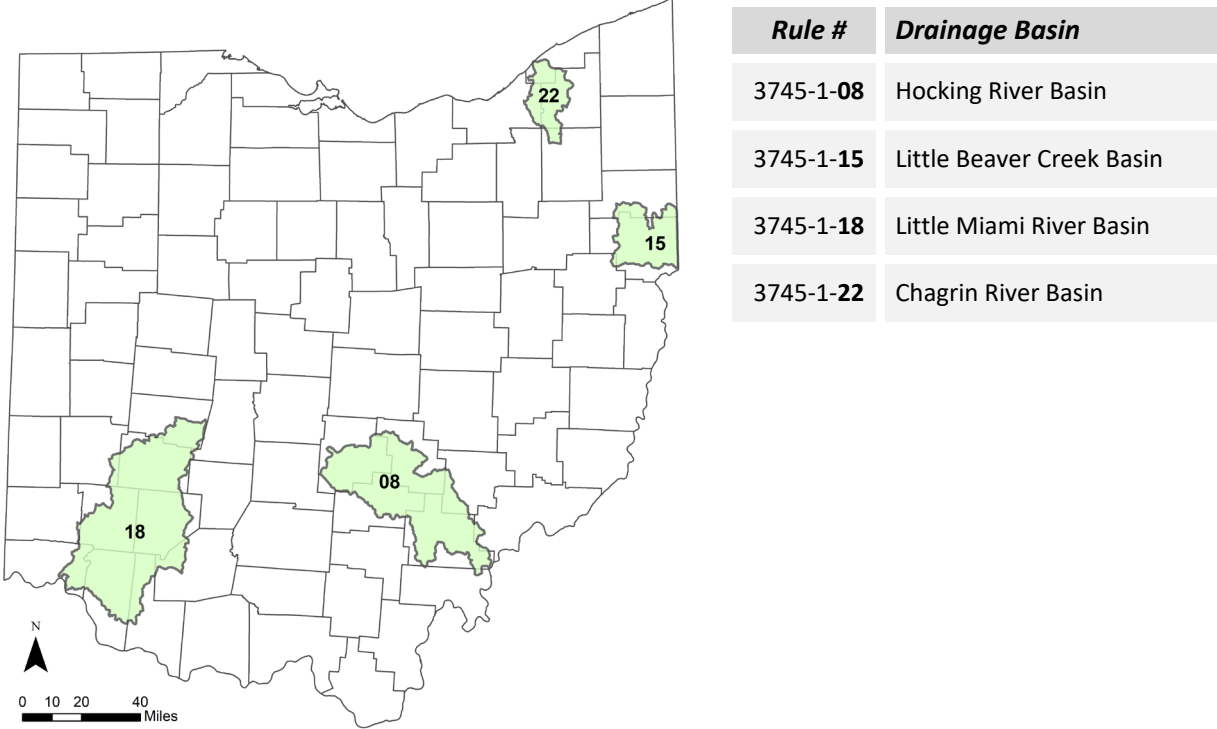 22
15
08
18
N
0 10 20 40
Miles
Rule # Drainage Basin
3745-1-08 Hocking River Basin
3745-1-15 Little Beaver Creek Basin
3745-1-18 Little Miami River Basin
3745-1-22 Chagrin River Basin